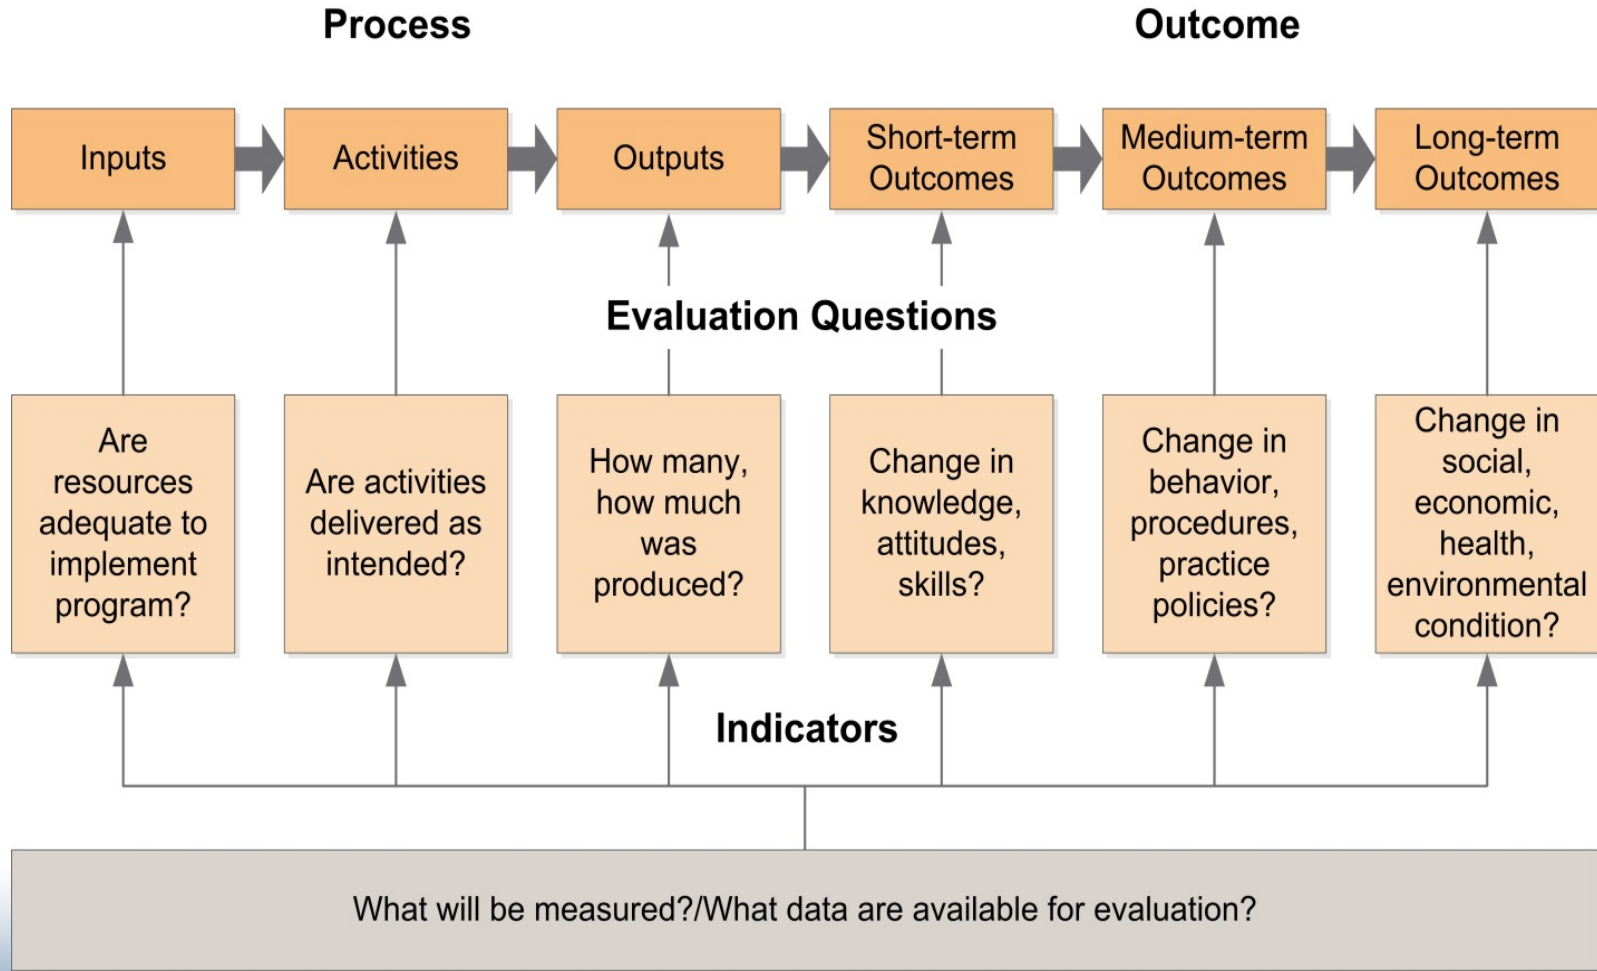 Process
Outcome
Inputs
Activities
Outputs
Short-term
Outcomes
Medium-term
Outcomes
Long-term
Outcomes
Evaluation Questions
Are
resources
adequate to
implement
program?
Are activities
delivered as
intended?
How many,
how much
was
produced?
Change in
knowledge,
attitudes,
skills?
Change in
behavior,
procedures,
practice
policies?
Change in
social,
economic,
health,
environmental
condition?
Indicators
What will be measured?/What data are available for evaluation?